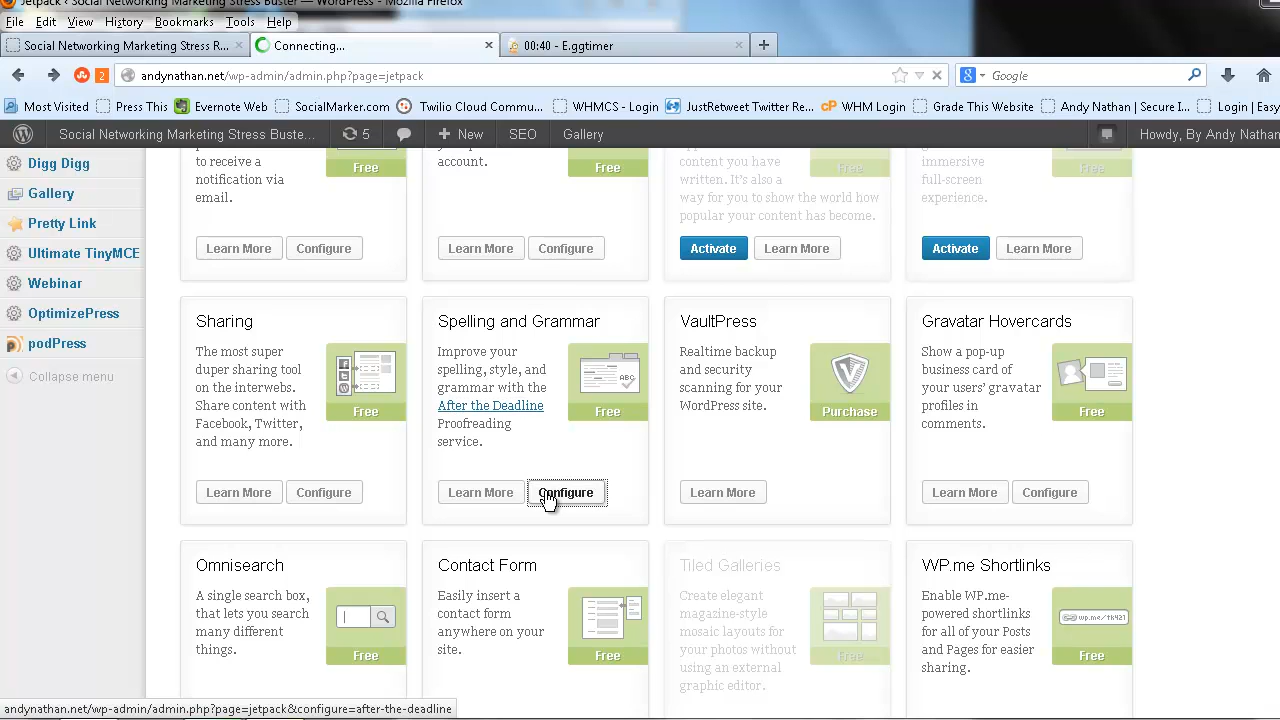 Jetpack ‹ Social Networking Marketing Stress Buster — WordPress - Mozilla Firefox
File Edit View History Bookmarks Tools Help
Social Networking Marketing Stress R... × Connecting... × 00:40 - E.ggtimer × +
2 andynathan.net/wp-admin/admin.php?page=jetpack Google
Most Visited Press This Evernote Web SocialMarker.com Twilio Cloud Commu... WHMCS - Login JustRetweet Twitter Re... cP WHM Login Grade This Website Andy Nathan | Secure I... Login | Easy
Social Networking Marketing Stress Buste... 5 + New SEO Gallery Howdy, By Andy Nathan
Digg Digg
Gallery
Pretty Link
Ultimate TinyMCE
Webinar
OptimizePress
podPress
Collapse menu
to receive a
notification via
email.
Free
Learn More Configure
account.
Free
Learn More Configure
content you have
written. It's also a
way for you to show the world how
popular your content has become.
Free
Activate Learn More
immersive
full-screen
experience.
Free
Activate Learn More
Sharing
The most super
duper sharing tool
on the interwebs.
Share content with
Facebook, Twitter,
and many more.
Free
Learn More Configure
Spelling and Grammar
Improve your
spelling, style, and
grammar with the
After the Deadline
Proofreading
service.
ABC
Free
Learn More Configure
VaultPress
Realtime backup
and security
scanning for your
WordPress site.
Purchase
Learn More
Gravatar Hovercards
Show a pop-up
business card of
your users' gravatar
profiles in
comments.
Free
Learn More Configure
Omnisearch
A single search box,
that lets you search
many different
things.
Free
Contact Form
Easily insert a
contact form
anywhere on your
site.
Free
Tiled Galleries
Create elegant
magazine-style
mosaic layouts for
your photos without
using an external
graphic editor.
Free
WP.me Shortlinks
Enable WP.me-
powered shortlinks
for all of your Posts
and Pages for easier
sharing.
wp.me/tk421
Free
andynathan.net/wp-admin/admin.php?page=jetpack&configure=after-the-deadline